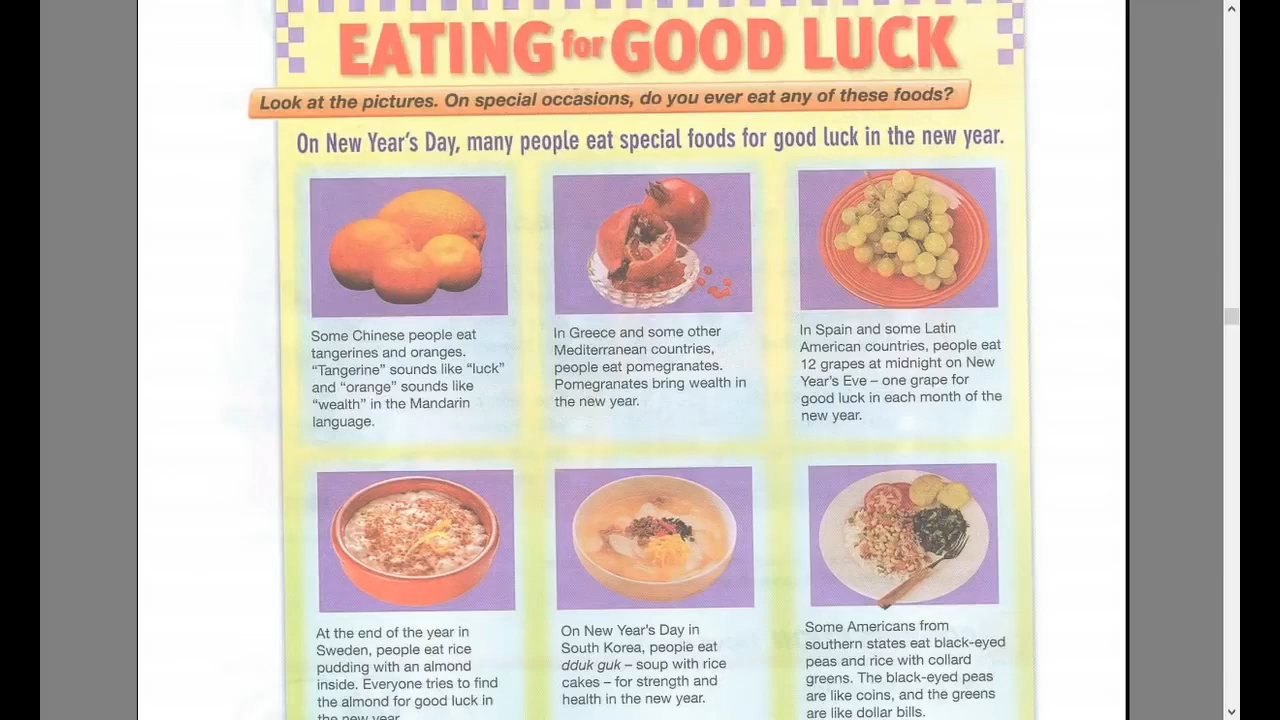 EATING for GOOD LUCK
Look at the pictures. On special occasions, do you ever eat any of these foods?
On New Year's Day, many people eat special foods for good luck in the new year.
Some Chinese people eat
tangerines and oranges.
“Tangerine” sounds like “luck”
and “orange” sounds like
“wealth” in the Mandarin
language.
In Greece and some other
Mediterranean countries,
people eat pomegranates.
Pomegranates bring wealth in
the new year.
In Spain and some Latin
American countries, people eat
12 grapes at midnight on New
Year's Eve – one grape for
good luck in each month of the
new year.
At the end of the year in
Sweden, people eat rice
pudding with an almond
inside. Everyone tries to find
the almond for good luck in
the new year.
On New Year's Day in
South Korea, people eat
dduk guk – soup with rice
cakes – for strength and
health in the new year.
Some Americans from
southern states eat black-eyed
peas and rice with collard
greens. The black-eyed peas
are like coins, and the greens
are like dollar bills.